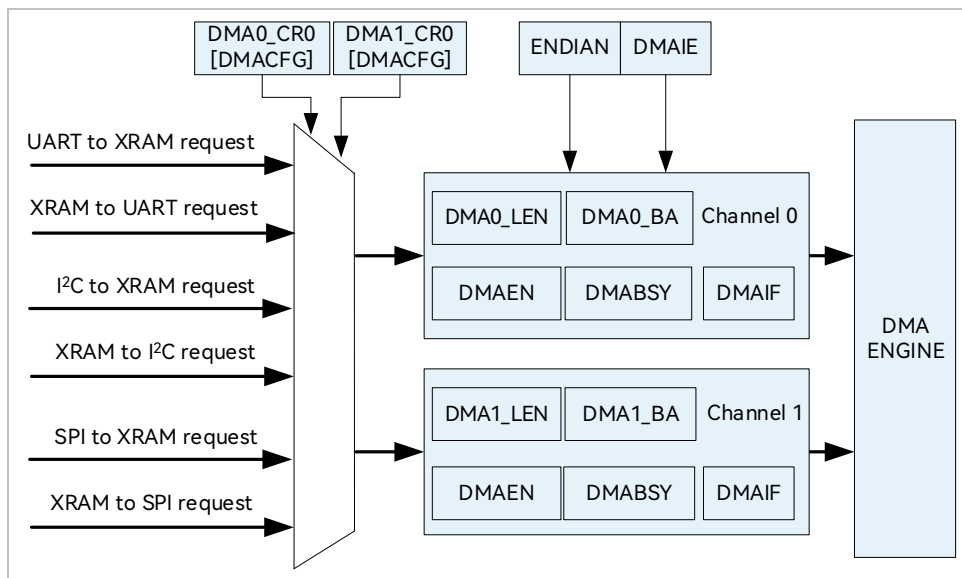 DMA0_CR0
[DMACFG]
DMA1_CR0
[DMACFG]
ENDIAN
DMAIE
UART to XRAM request
XRAM to UART request
I²C to XRAM request
XRAM to I²C request
SPI to XRAM request
XRAM to SPI request
DMA0_LEN
DMA0_BA
Channel 0
DMAEN
DMABSY
DMAIF
DMA1_LEN
DMA1_BA
Channel 1
DMAEN
DMABSY
DMAIF
DMA
ENGINE